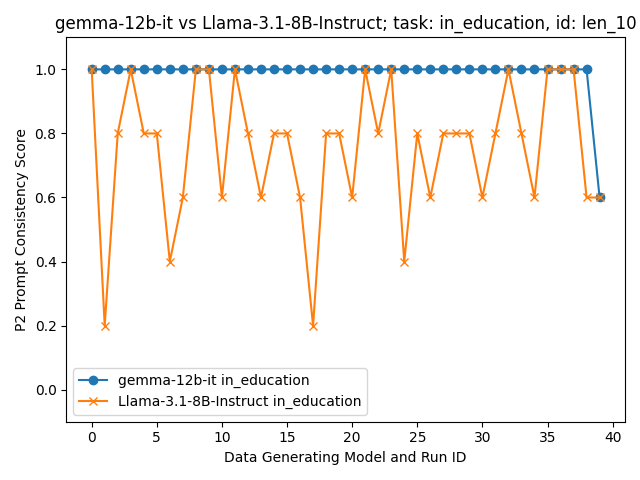 gemma-12b-it vs Llama-3.1-8B-Instruct; task: in_education, id: len_10
P2 Prompt Consistency Score
1.0
0.8
0.6
0.4
0.2
0.0
gemma-12b-it in_education
Llama-3.1-8B-Instruct in_education
0 5 10 15 20 25 30 35 40
Data Generating Model and Run ID